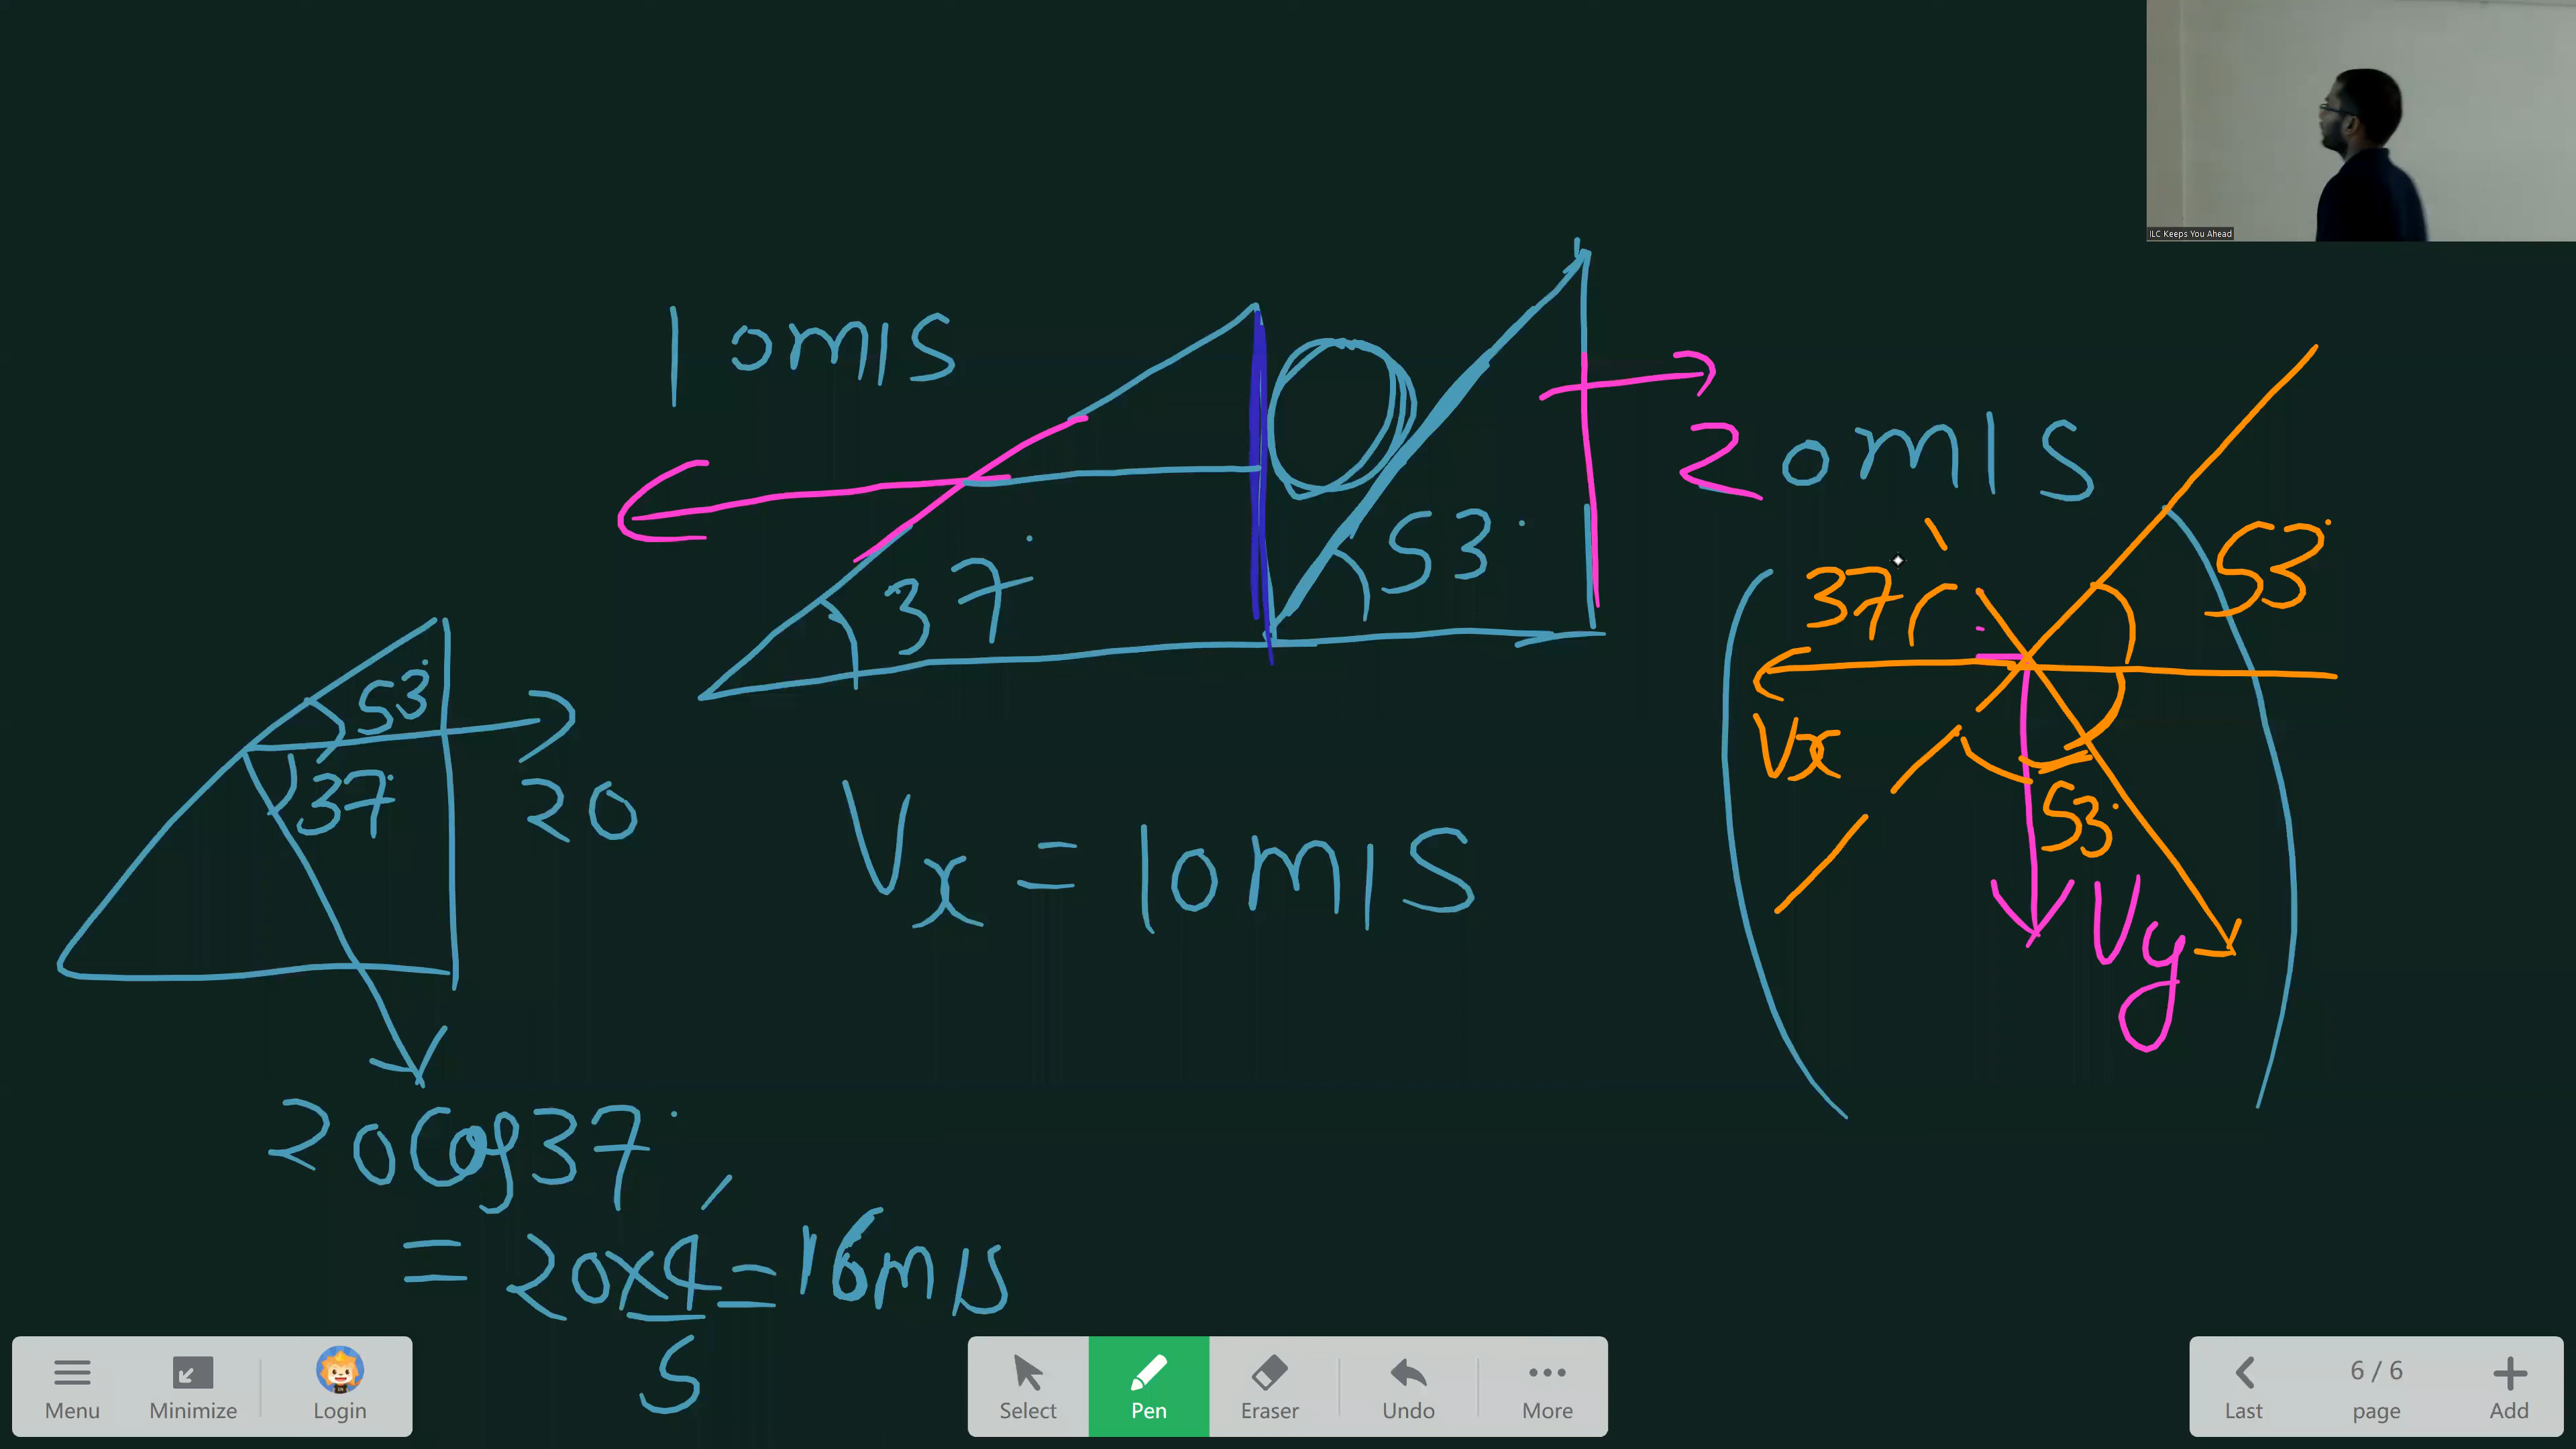 ILC Keeps You Ahead
10m/s
20m/s
37°
53°
53°
37°
20
Vx = 10m/s
37°
53°
Vx
53°
Vy
20Cos37°
= 20x4 = 16m/s
5
Menu
Minimize
Login
Select
Pen
Eraser
Undo
More
Last
6 / 6
page
Add